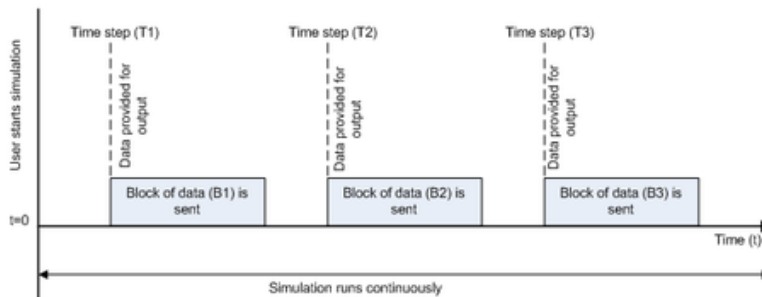 Time step (T1)
Time step (T2)
Time step (T3)
User starts simulation
Data provided for
output
Data provided for
output
Data provided for
output
Block of data (B1) is
sent
Block of data (B2) is
sent
Block of data (B3) is
sent
t=0
Time (t)
Simulation runs continuously